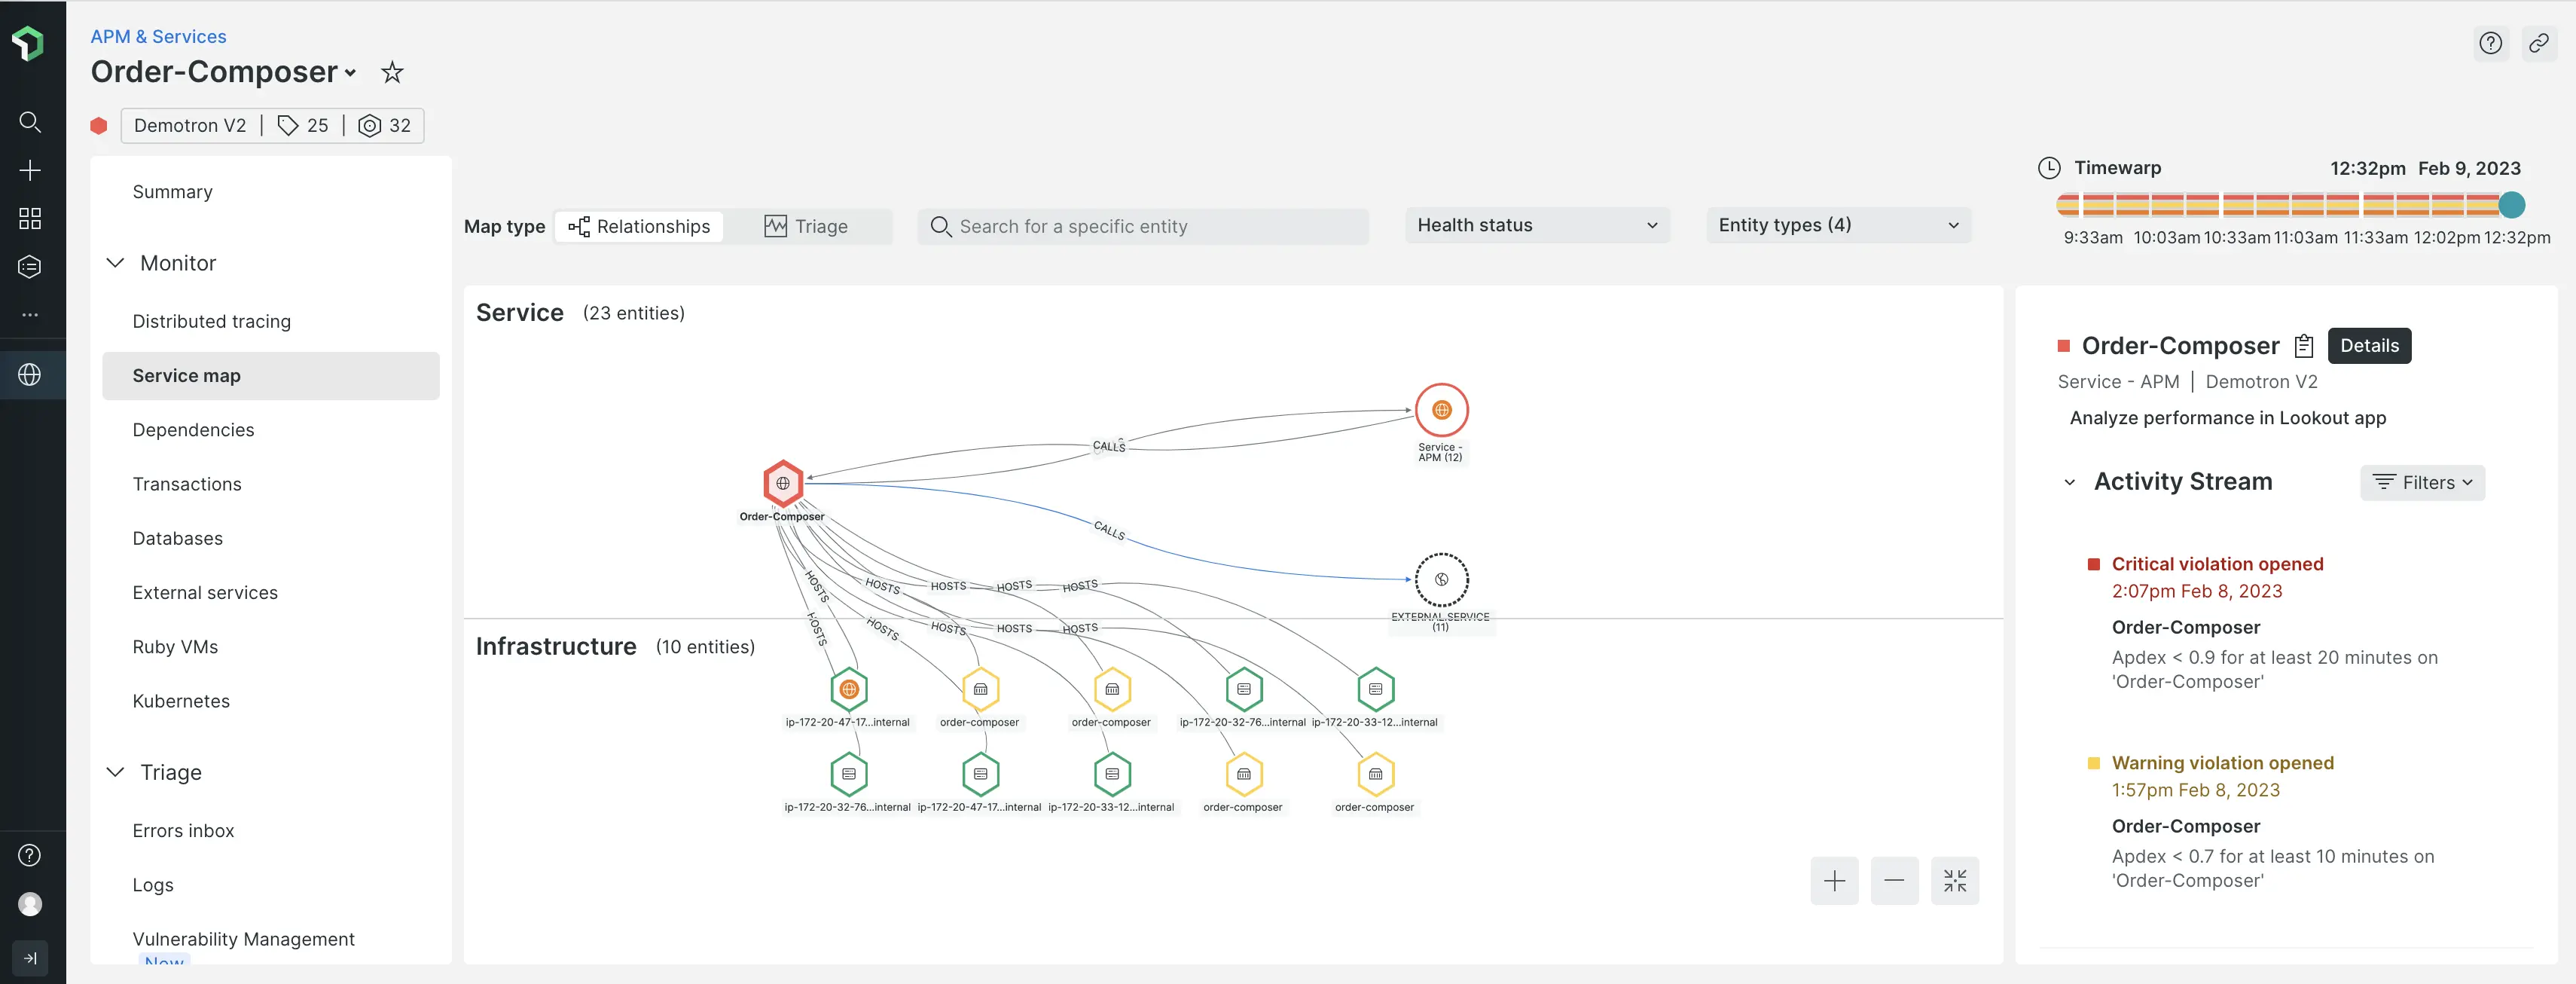 APM & Services
Order-Composer
Demotron V2 | 25 | 32
Summary
Monitor
Distributed tracing
Service map
Dependencies
Transactions
Databases
External services
Ruby VMs
Kubernetes
Triage
Errors inbox
Logs
Vulnerability Management
New
Map type
Relationships
Triage
Search for a specific entity
Health status
Entity types (4)
Timewarp
12:32pm Feb 9, 2023
9:33am 10:03am 10:33am 11:03am 11:33am 12:02pm 12:32pm
Service (23 entities)
CALLS
Service -
APM (12)
Order-Composer
CALLS
EXTERNAL.SERVICE
(11)
HOSTS HOSTS HOSTS HOSTS HOSTS
HOSTS HOSTS HOSTS HOSTS HOSTS
Infrastructure (10 entities)
ip-172-20-47-17...internal
order-composer
order-composer
ip-172-20-32-76...internal
ip-172-20-33-12...internal
ip-172-20-32-76...internal
ip-172-20-47-17...internal
ip-172-20-33-12...internal
order-composer
order-composer
Order-Composer
Details
Service - APM | Demotron V2
Analyze performance in Lookout app
Activity Stream
Filters
Critical violation opened
2:07pm Feb 8, 2023
Order-Composer
Apdex < 0.9 for at least 20 minutes on
'Order-Composer'
Warning violation opened
1:57pm Feb 8, 2023
Order-Composer
Apdex < 0.7 for at least 10 minutes on
'Order-Composer'